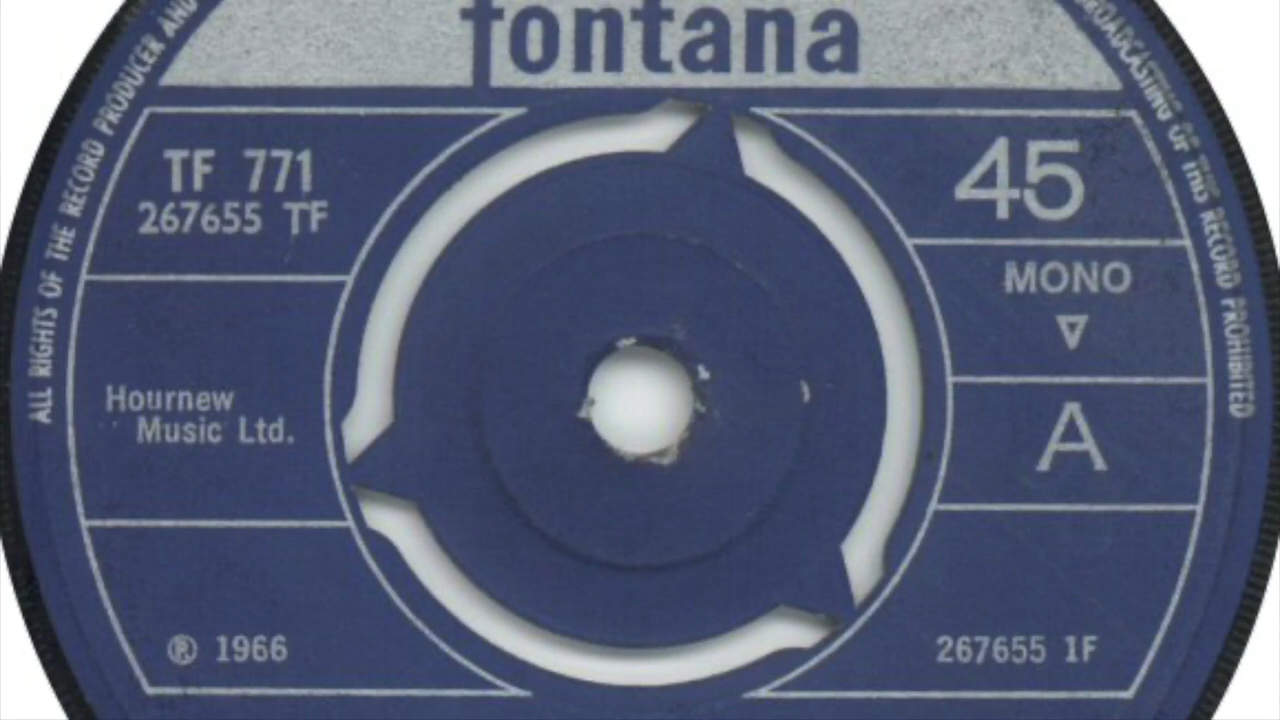 fontana
ALL RIGHTS OF THE RECORD PRODUCER AND
BROADCASTING OF THIS RECORD PROHIBITED
TF 771
267655 TF
45
MONO
A
Hournew
Music Ltd.
℗ 1966
267655 1F